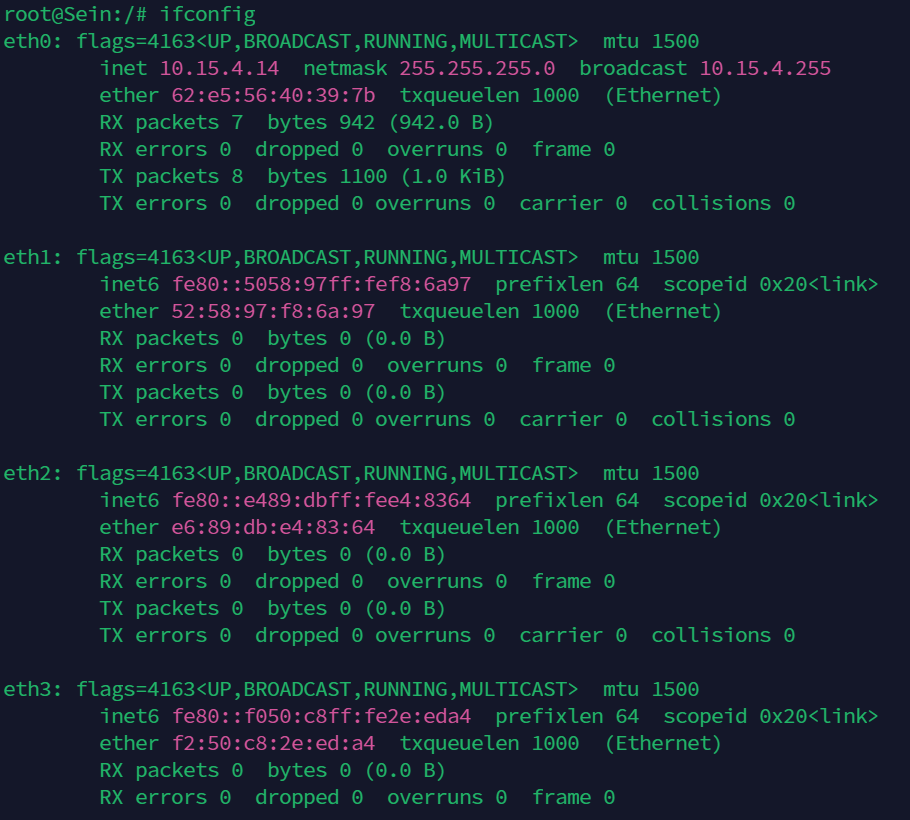 root@Sein:/# ifconfig
eth0: flags=4163<UP,BROADCAST,RUNNING,MULTICAST>  mtu 1500
        inet 10.15.4.14  netmask 255.255.255.0  broadcast 10.15.4.255
        ether 62:e5:56:40:39:7b  txqueuelen 1000  (Ethernet)
        RX packets 7  bytes 942 (942.0 B)
        RX errors 0  dropped 0  overruns 0  frame 0
        TX packets 8  bytes 1100 (1.0 KiB)
        TX errors 0  dropped 0 overruns 0  carrier 0  collisions 0

eth1: flags=4163<UP,BROADCAST,RUNNING,MULTICAST>  mtu 1500
        inet6 fe80::5058:97ff:fef8:6a97  prefixlen 64  scopeid 0x20<link>
        ether 52:58:97:f8:6a:97  txqueuelen 1000  (Ethernet)
        RX packets 0  bytes 0 (0.0 B)
        RX errors 0  dropped 0  overruns 0  frame 0
        TX packets 0  bytes 0 (0.0 B)
        TX errors 0  dropped 0 overruns 0  carrier 0  collisions 0

eth2: flags=4163<UP,BROADCAST,RUNNING,MULTICAST>  mtu 1500
        inet6 fe80::e489:dbff:fee4:8364  prefixlen 64  scopeid 0x20<link>
        ether e6:89:db:e4:83:64  txqueuelen 1000  (Ethernet)
        RX packets 0  bytes 0 (0.0 B)
        RX errors 0  dropped 0  overruns 0  frame 0
        TX packets 0  bytes 0 (0.0 B)
        TX errors 0  dropped 0 overruns 0  carrier 0  collisions 0

eth3: flags=4163<UP,BROADCAST,RUNNING,MULTICAST>  mtu 1500
        inet6 fe80::f050:c8ff:fe2e:eda4  prefixlen 64  scopeid 0x20<link>
        ether f2:50:c8:2e:ed:a4  txqueuelen 1000  (Ethernet)
        RX packets 0  bytes 0 (0.0 B)
        RX errors 0  dropped 0  overruns 0  frame 0